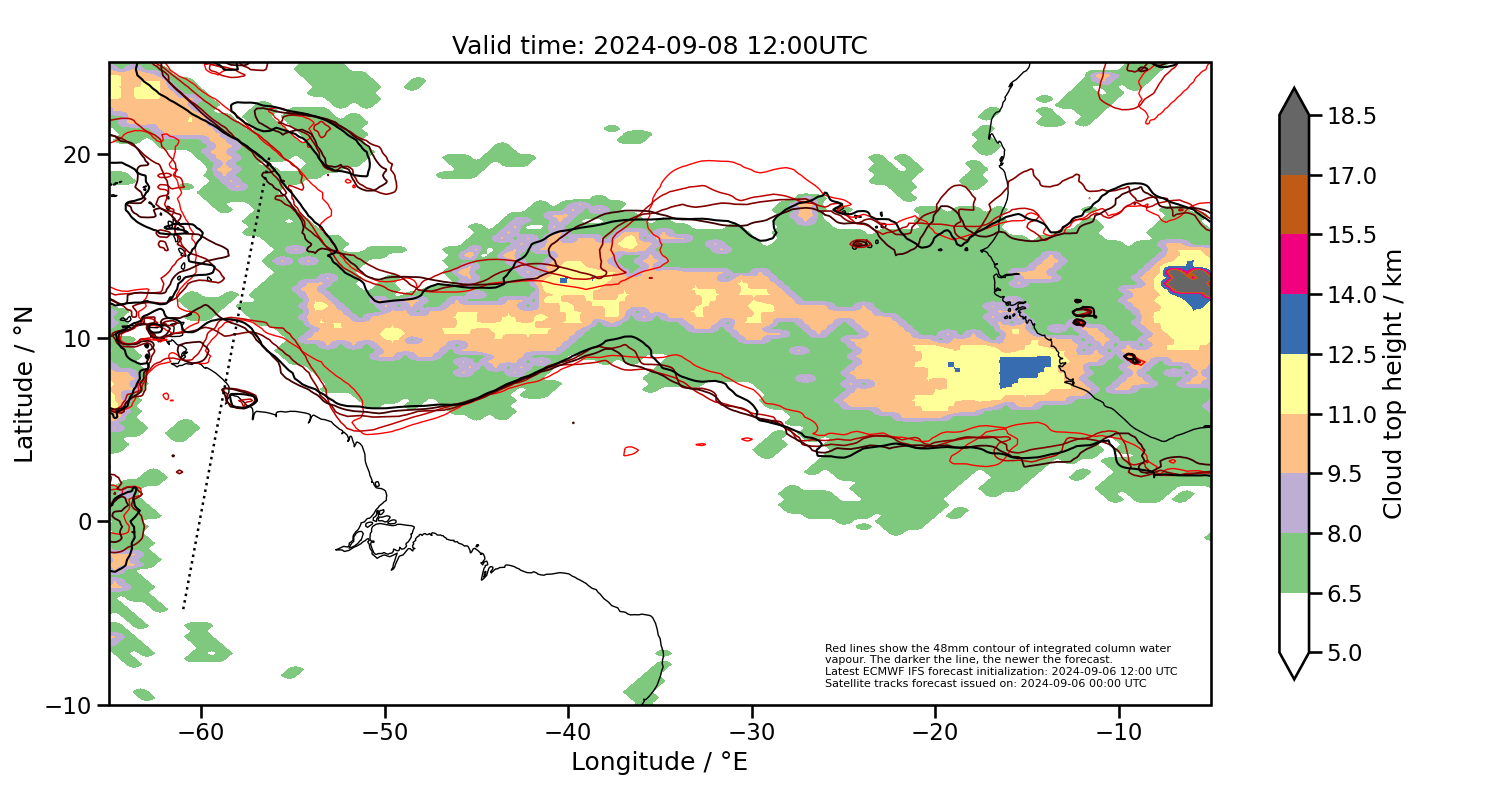 Valid time: 2024-09-08 12:00UTC
20
10
0
−10
Latitude / °N
−60
−50
−40
−30
−20
−10
Longitude / °E
Red lines show the 48mm contour of integrated column water
vapour. The darker the line, the newer the forecast.
Latest ECMWF IFS forecast initialization: 2024-09-06 12:00 UTC
Satellite tracks forecast issued on: 2024-09-06 00:00 UTC
18.5
17.0
15.5
14.0
12.5
11.0
9.5
8.0
6.5
5.0
Cloud top height / km